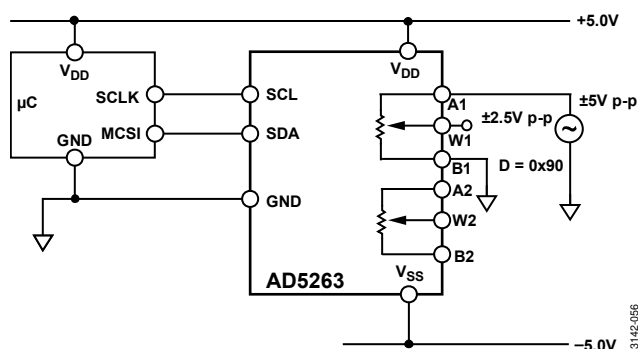 +5.0V
VDD
µC
SCLK
MCSI
GND
VDD
SCL
SDA
GND
A1
W1
B1
A2
W2
B2
VSS
AD5263
±5V p-p
±2.5V p-p
~
D = 0x90
–5.0V
3142-056